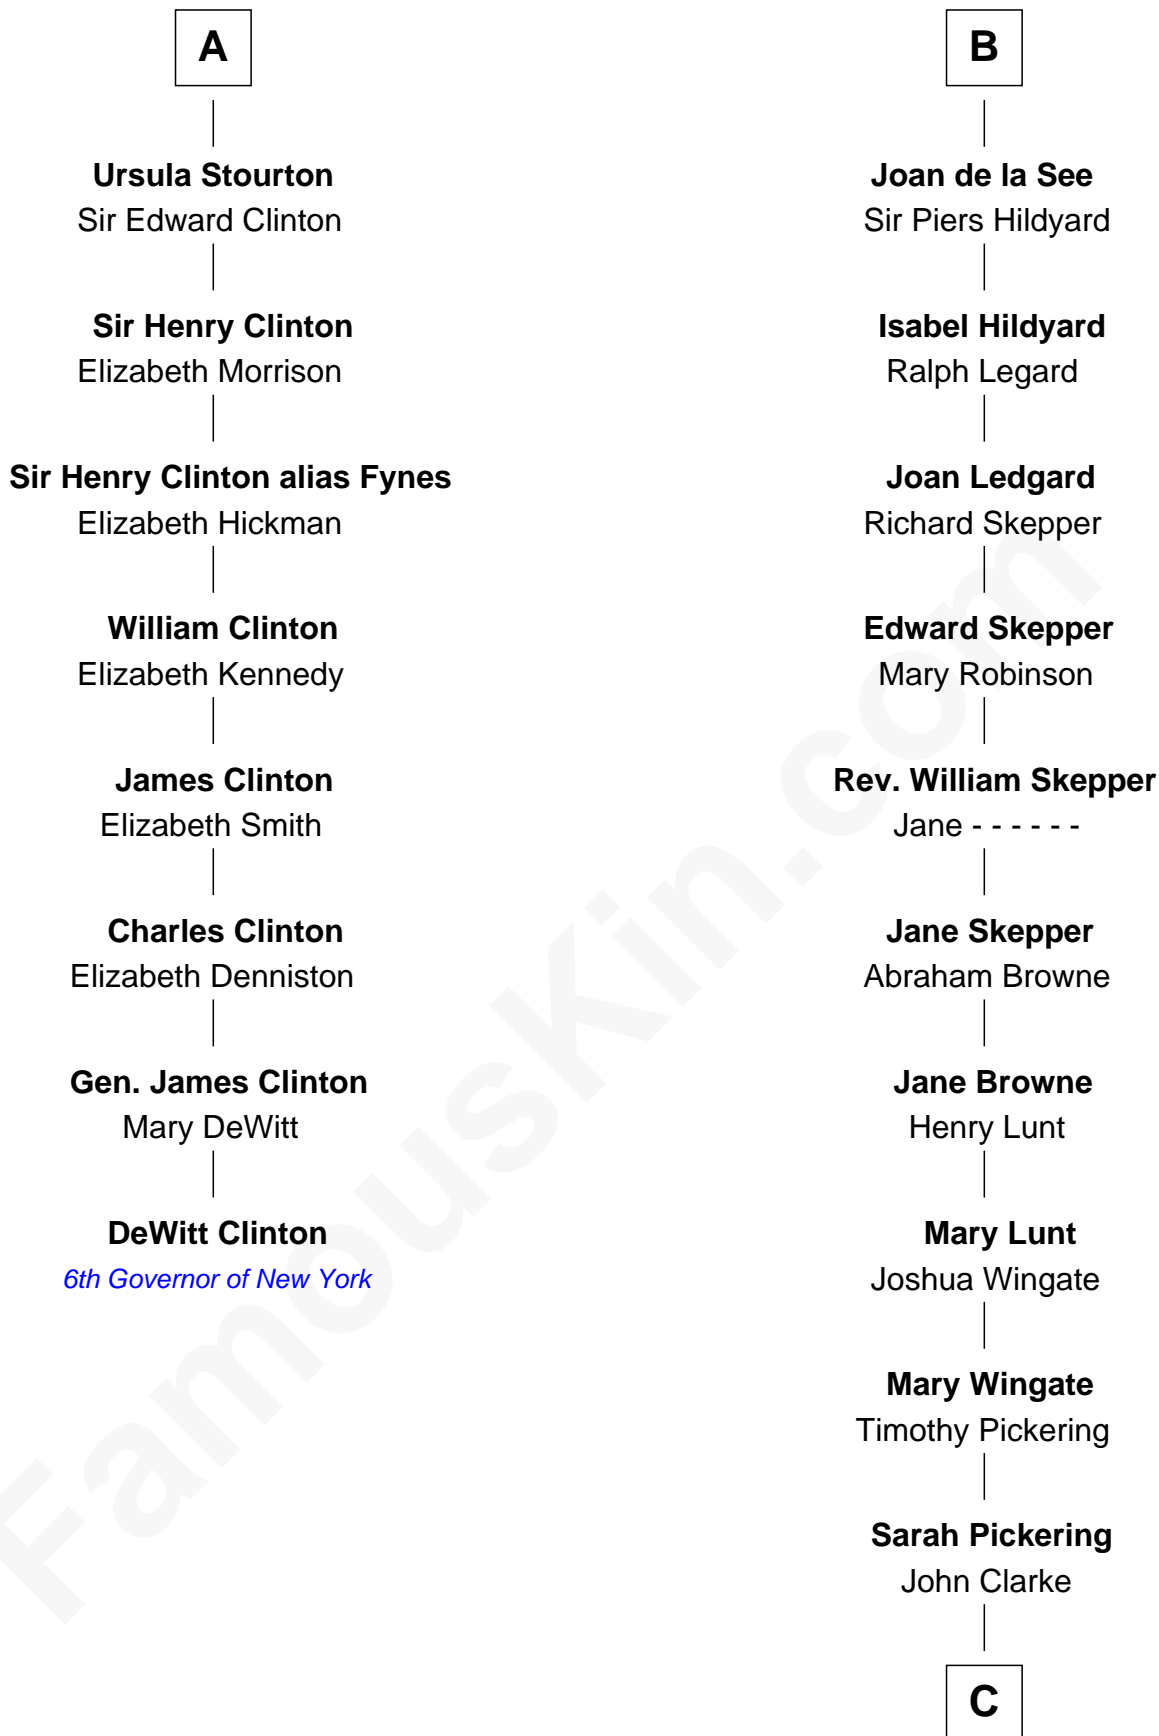 A
Ursula Stourton
Sir Edward Clinton
Sir Henry Clinton
Elizabeth Morrison
Sir Henry Clinton alias Fynes
Elizabeth Hickman
William Clinton
Elizabeth Kennedy
James Clinton
Elizabeth Smith
Charles Clinton
Elizabeth Denniston
Gen. James Clinton
Mary DeWitt
DeWitt Clinton
6th Governor of New York
B
Joan de la See
Sir Piers Hildyard
Isabel Hildyard
Ralph Legard
Joan Ledgard
Richard Skepper
Edward Skepper
Mary Robinson
Rev. William Skepper
Jane - - - - - -
Jane Skepper
Abraham Browne
Jane Browne
Henry Lunt
Mary Lunt
Joshua Wingate
Mary Wingate
Timothy Pickering
Sarah Pickering
John Clarke
C
FamousKin.com